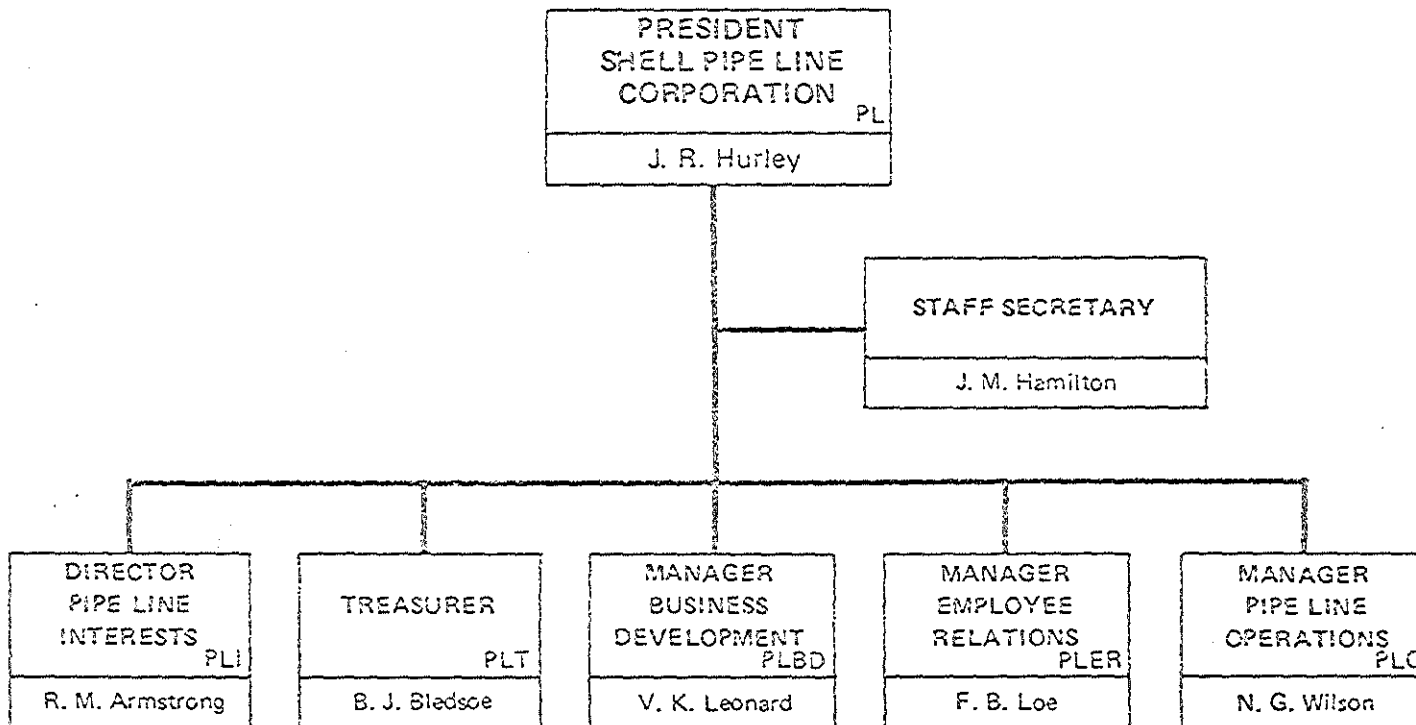 PRESIDENT
SHELL PIPE LINE
CORPORATION
PL
J. R. Hurley
STAFF SECRETARY
J. M. Hamilton
DIRECTOR
PIPE LINE
INTERESTS
PLI
R. M. Armstrong
TREASURER
PLT
B. J. Bledsoe
MANAGER
BUSINESS
DEVELOPMENT
PLBD
V. K. Leonard
MANAGER
EMPLOYEE
RELATIONS
PLER
F. B. Loe
MANAGER
PIPE LINE
OPERATIONS
PLO
N. G. Wilson